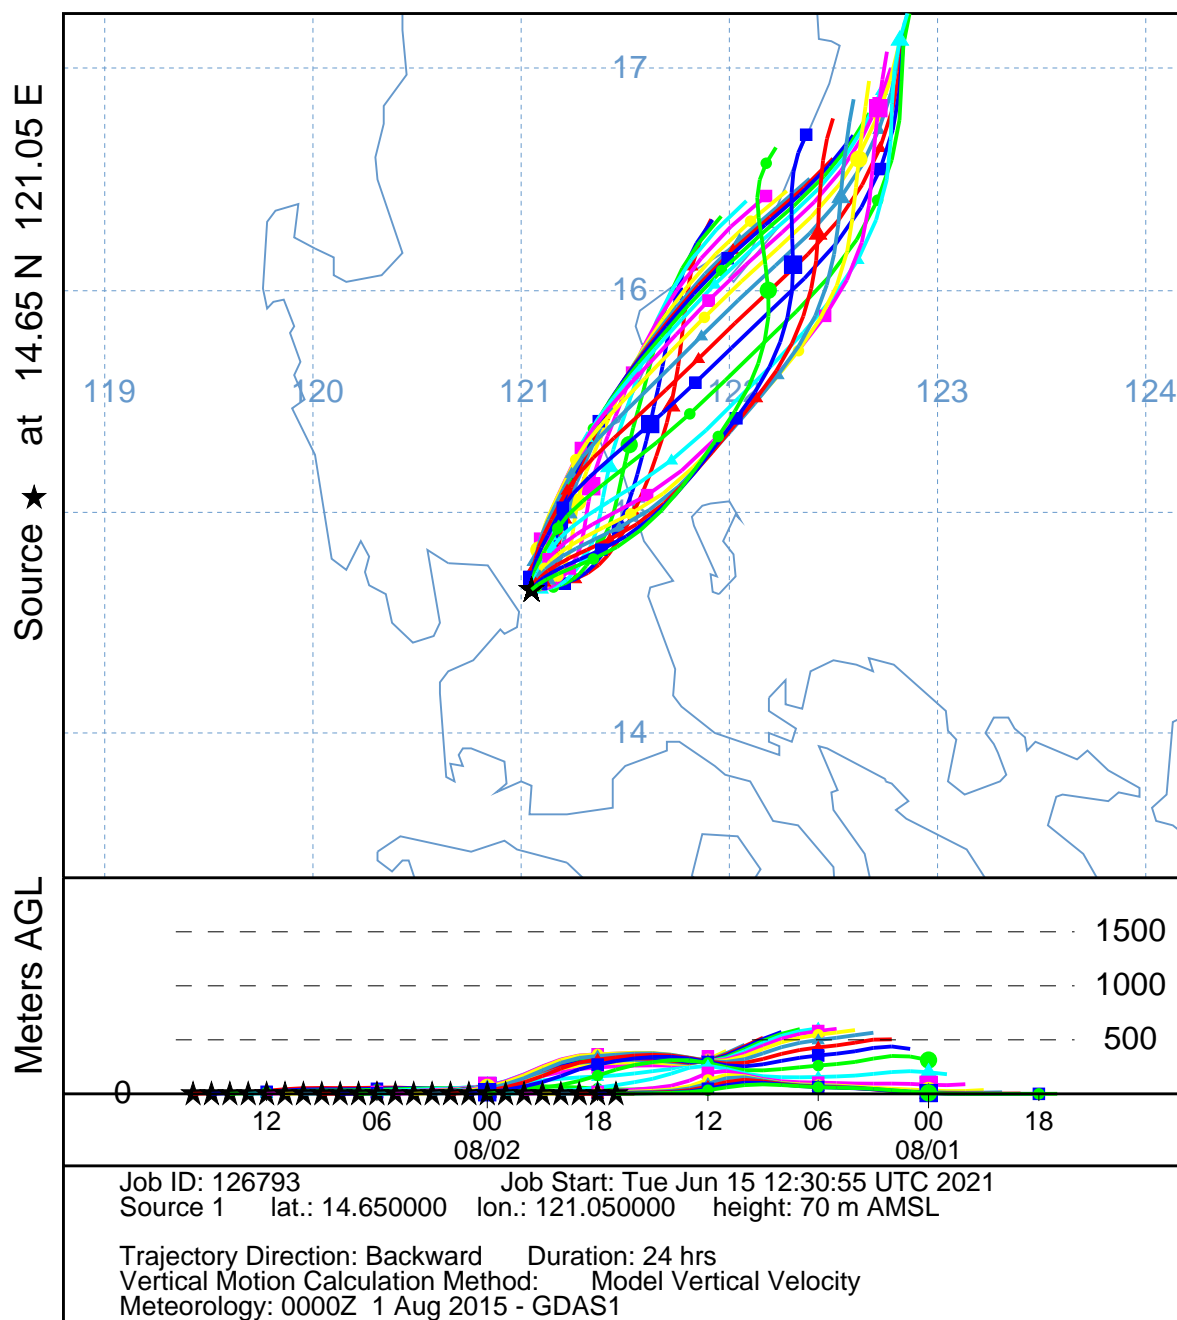 Source ★ at 14.65 N 121.05 E
17
16
119 120 121 122 123 124
14
Meters AGL
1500
1000
500
0
12 06 00 18 12 06 00 18
08/02 08/01
Job ID: 126793 Job Start: Tue Jun 15 12:30:55 UTC 2021
Source 1 lat.: 14.650000 lon.: 121.050000 height: 70 m AMSL
Trajectory Direction: Backward Duration: 24 hrs
Vertical Motion Calculation Method: Model Vertical Velocity
Meteorology: 0000Z 1 Aug 2015 - GDAS1